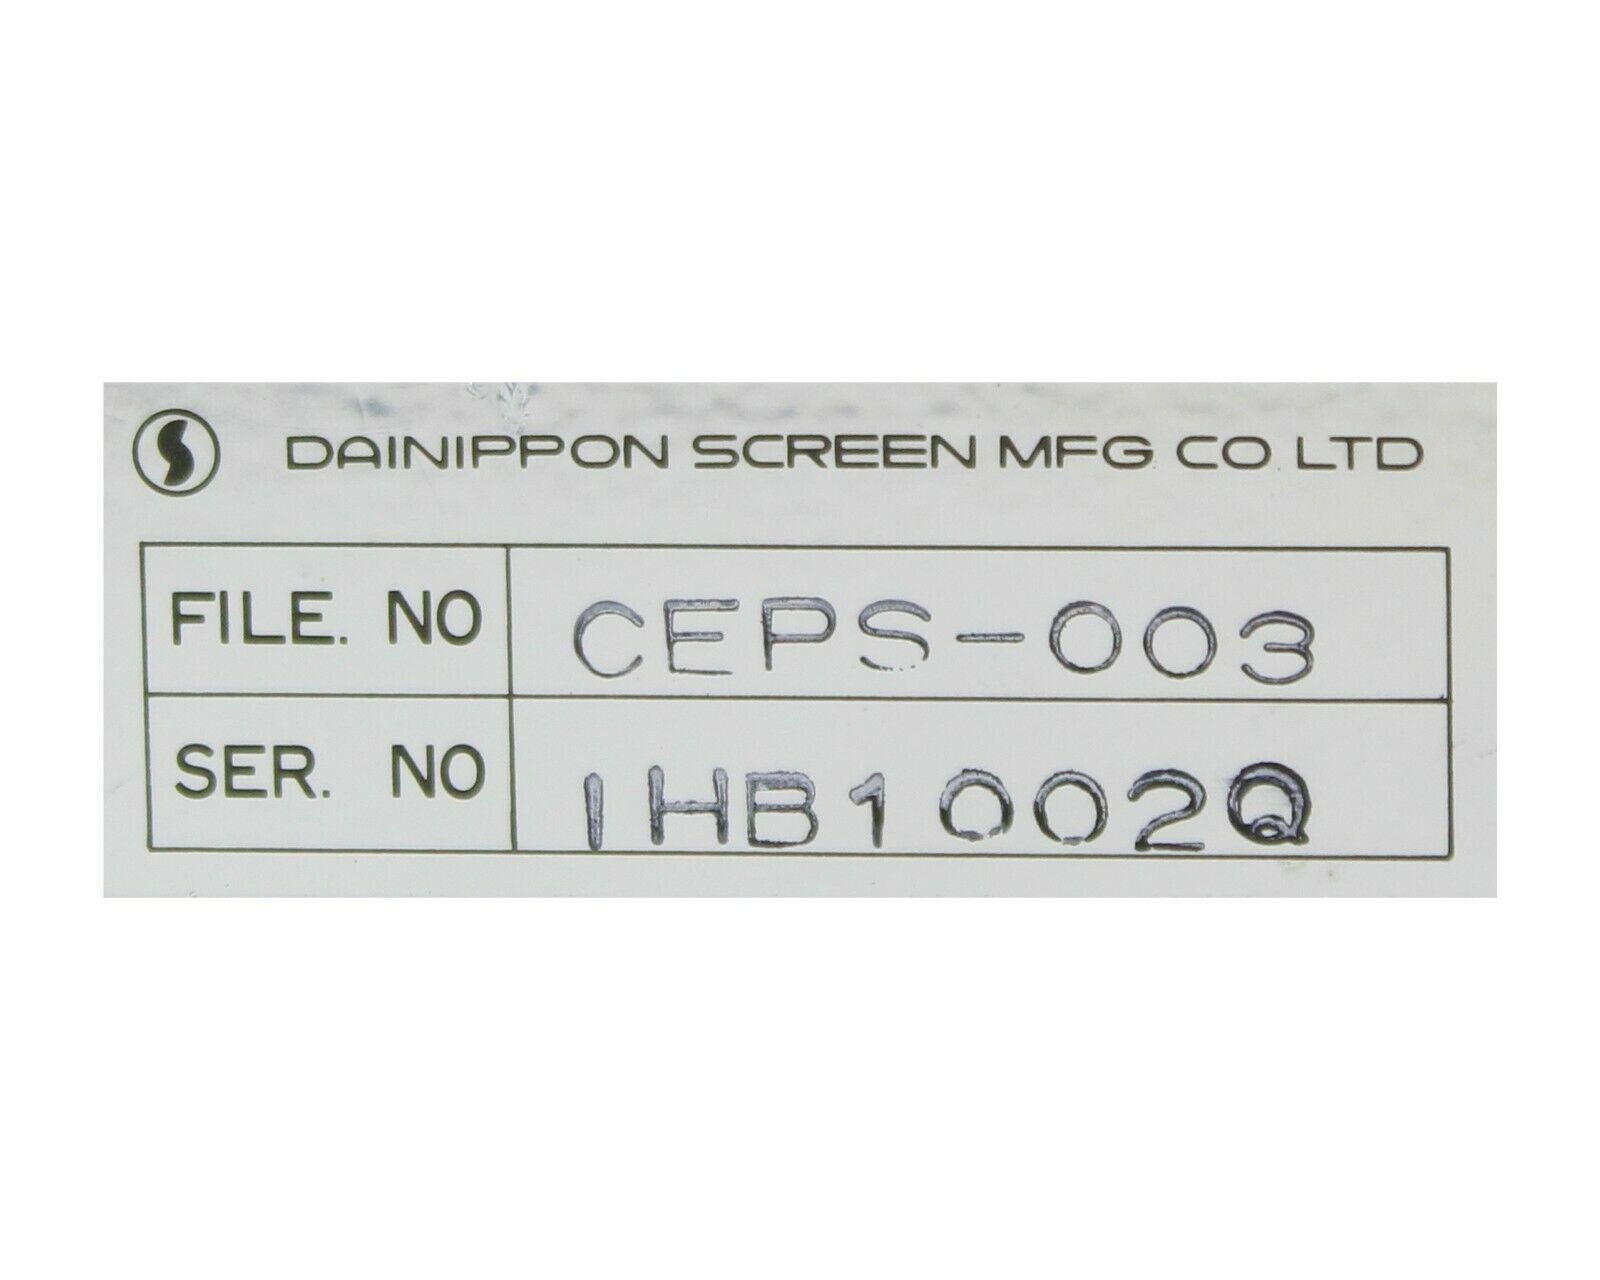 DAINIPPON SCREEN MFG CO LTD
FILE. NO CEPS-003
SER. NO 1HB1002Q